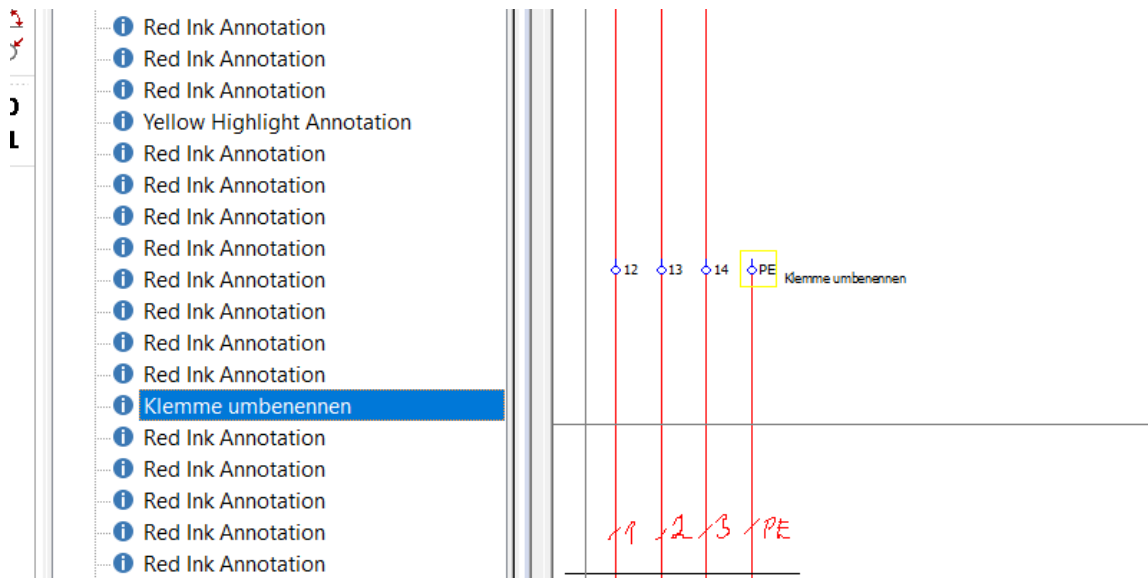 Red Ink Annotation
Red Ink Annotation
Red Ink Annotation
Yellow Highlight Annotation
Red Ink Annotation
Red Ink Annotation
Red Ink Annotation
Red Ink Annotation
Red Ink Annotation
Red Ink Annotation
Red Ink Annotation
Red Ink Annotation
Klemme umbenennen
Red Ink Annotation
Red Ink Annotation
Red Ink Annotation
Red Ink Annotation
Red Ink Annotation
12 13 14 PE Klemme umbenennen
1 2 3 PE